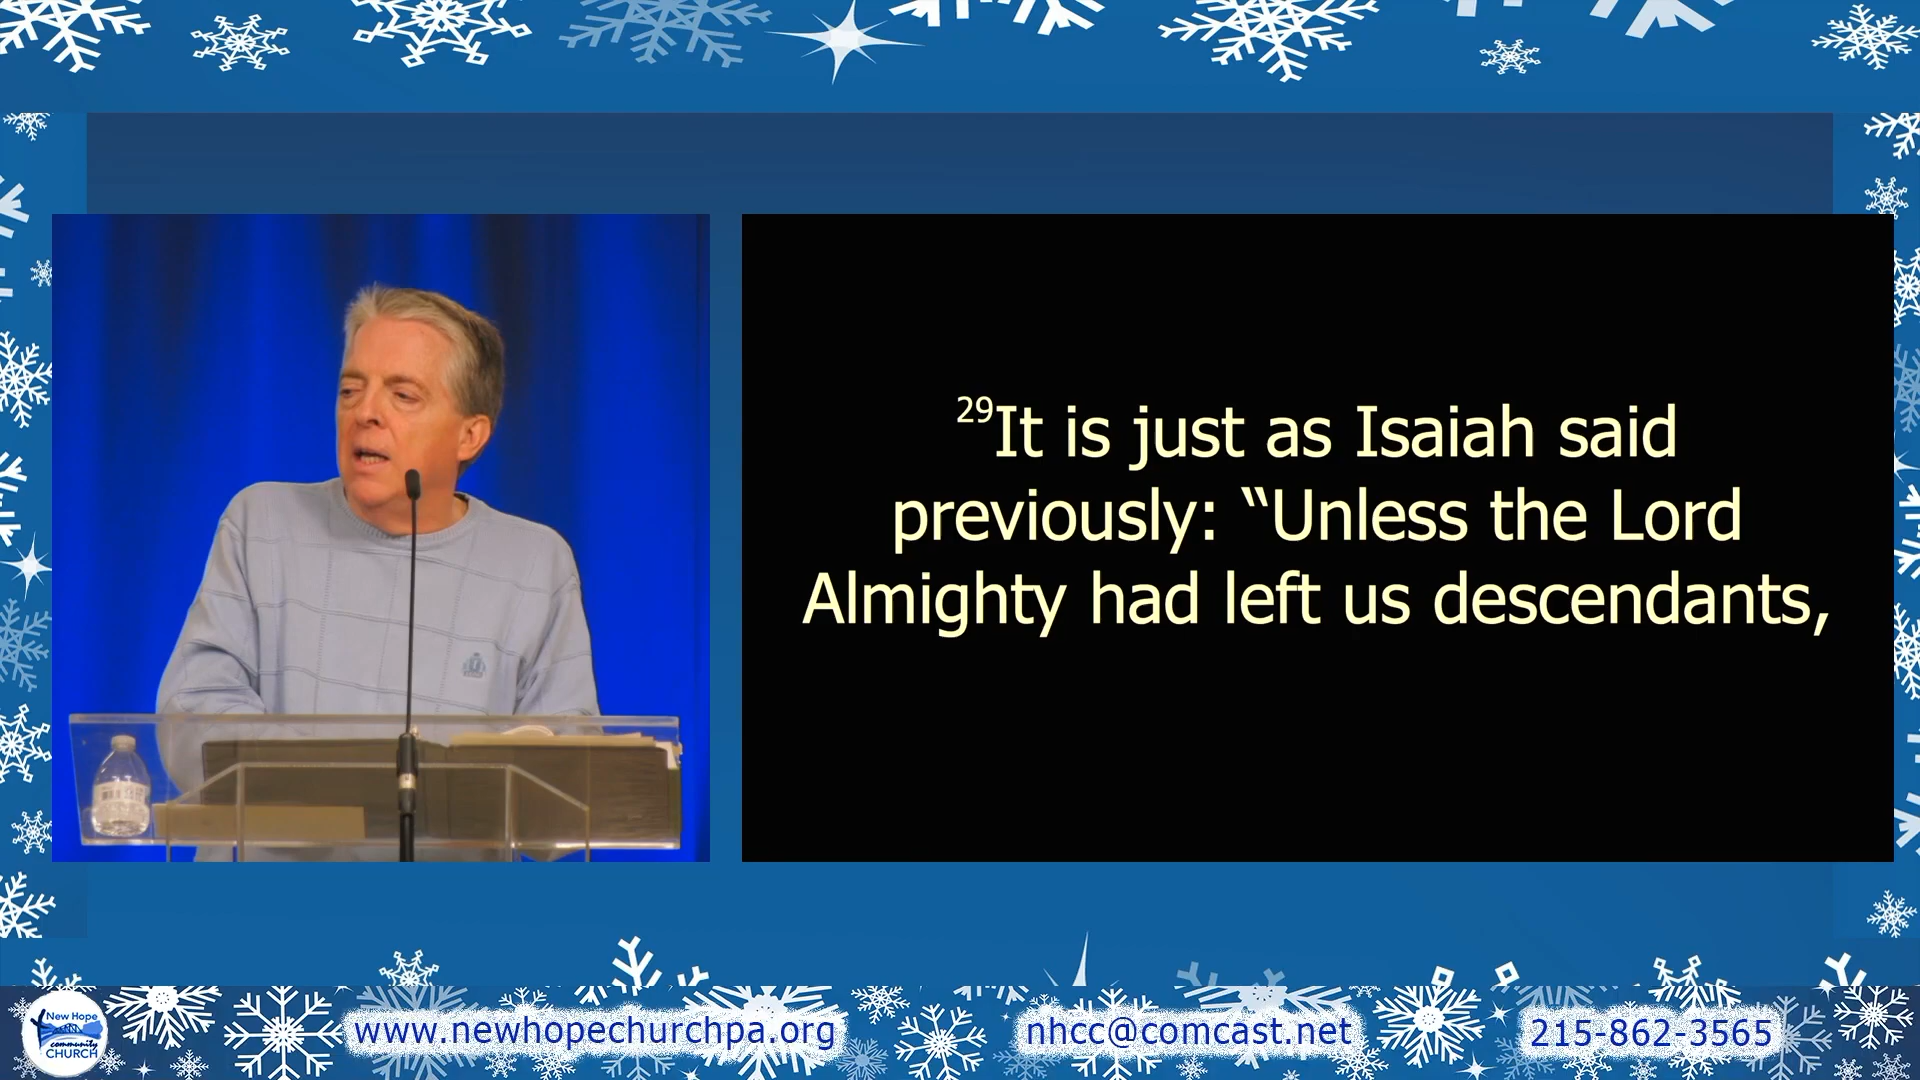 29It is just as Isaiah said
previously: “Unless the Lord
Almighty had left us descendants,
New Hope
community
CHURCH
www.newhopechurchpa.org
nhcc@comcast.net
215-862-3565